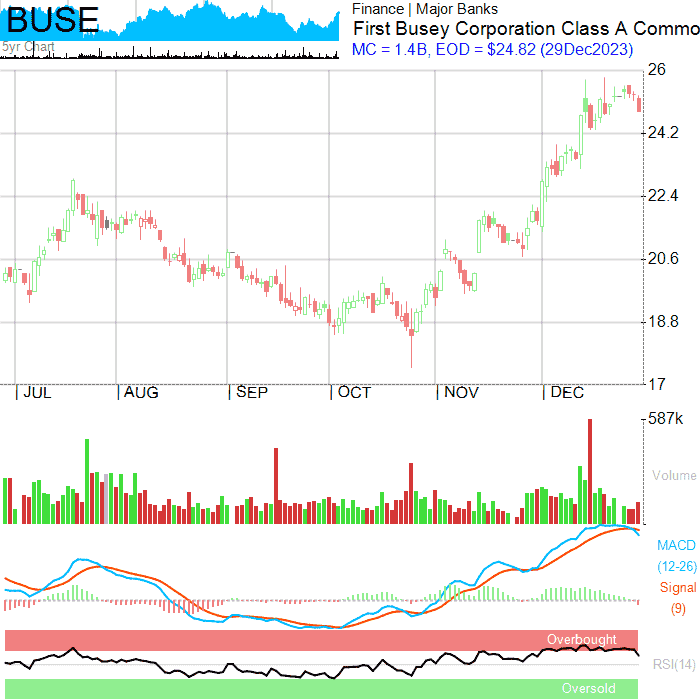 BUSE
5yr Chart
Finance | Major Banks
First Busey Corporation Class A Commo
MC = 1.4B, EOD = $24.82 (29Dec2023)
26
24.2
22.4
20.6
18.8
17
| JUL | AUG | SEP | OCT | NOV | DEC
587k
Volume
MACD
(12-26)
Signal
(9)
Overbought
RSI(14)
Oversold